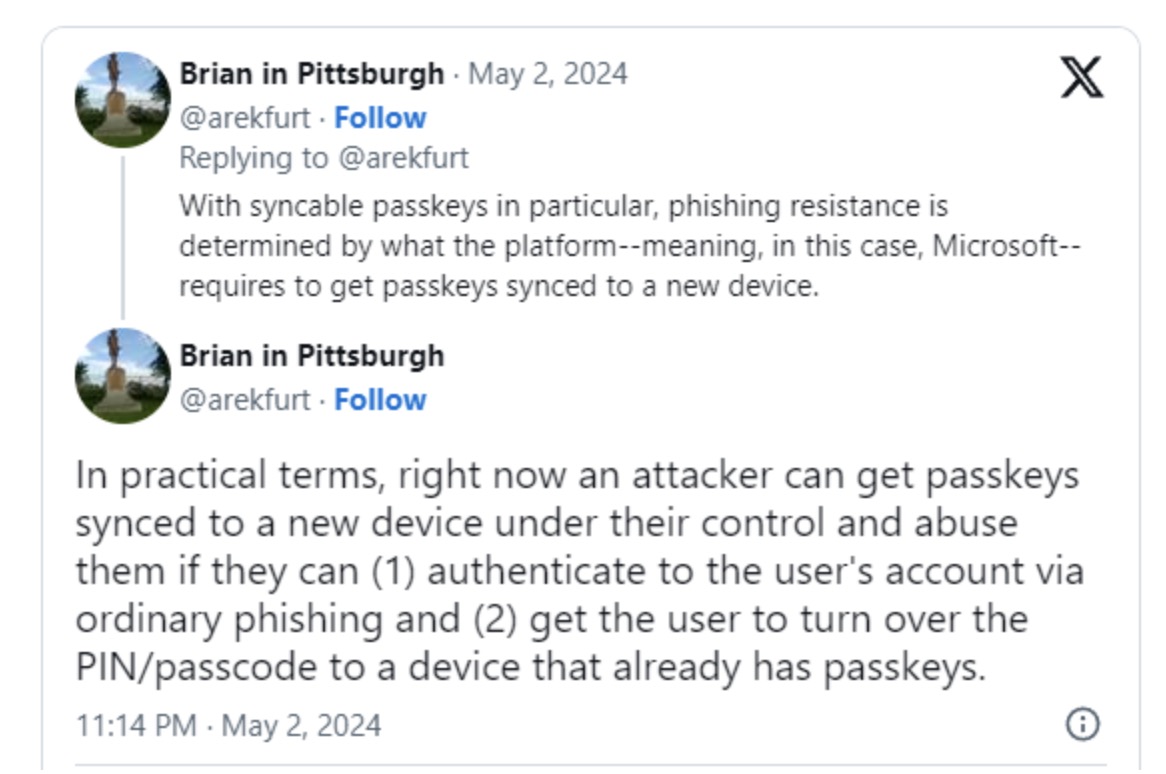 Brian in Pittsburgh · May 2, 2024
@arekfurt · Follow
Replying to @arekfurt
With syncable passkeys in particular, phishing resistance is
determined by what the platform--meaning, in this case, Microsoft--
requires to get passkeys synced to a new device.
Brian in Pittsburgh
@arekfurt · Follow
In practical terms, right now an attacker can get passkeys
synced to a new device under their control and abuse
them if they can (1) authenticate to the user's account via
ordinary phishing and (2) get the user to turn over the
PIN/passcode to a device that already has passkeys.
11:14 PM · May 2, 2024